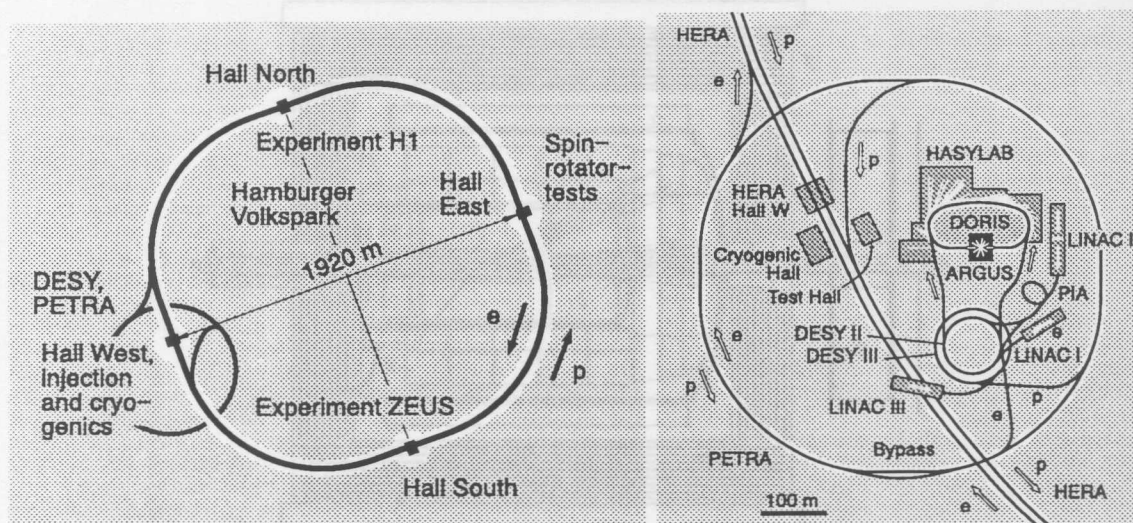 Hall North
Experiment H1
Hamburger
Volkspark
Hall
East
Spin-
rotator-
tests
1920 m
DESY,
PETRA
Hall West,
injection
and cryo-
genics
e
p
Experiment ZEUS
Hall South
HERA
p
e
p
HASYLAB
HERA
Hall W
DORIS
LINAC II
Cryogenic
Hall
ARGUS
Test Hall
PIA
e
DESY II
DESY III
e
LINAC I
p
LINAC III
p
e
Bypass
PETRA
p
100 m
e
HERA